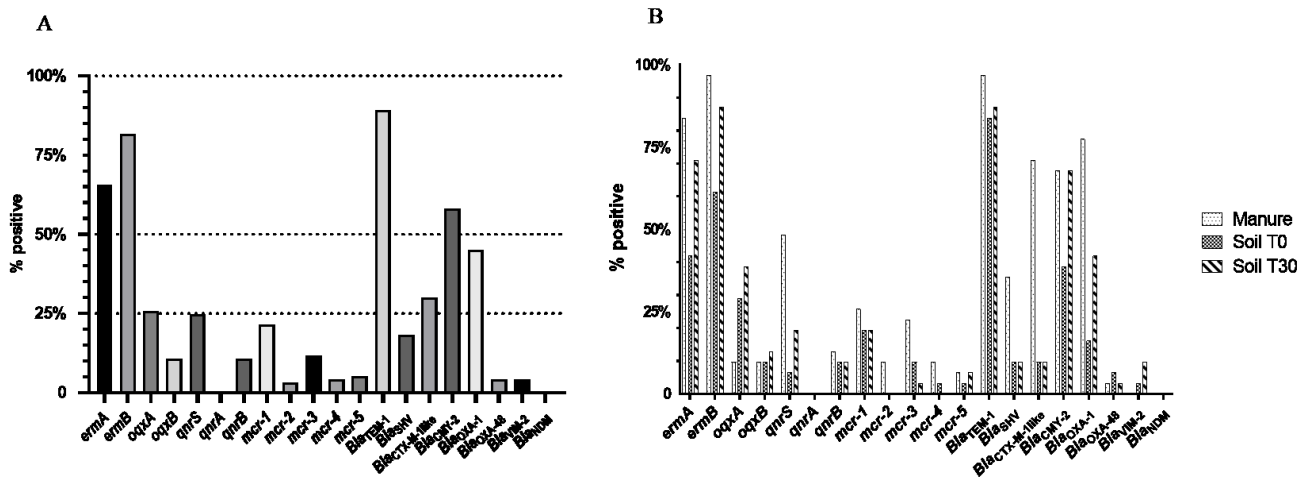 A
% positive
100%
75%
50%
25%
0
ermA
ermB
oqxA
oqxB
qnrS
qnrA
qnrB
mcr-1
mcr-2
mcr-3
mcr-4
mcr-5
BlaTEM-1
BlaSHV
BlaCTX-M-1like
BlaCMY-2
BlaOXA-1
BlaOXA-48
BlaVIM-2
BlaNDM
B
% positive
100%
75%
50%
25%
0
ermA
ermB
oqxA
oqxB
qnrS
qnrA
qnrB
mcr-1
mcr-2
mcr-3
mcr-4
mcr-5
BlaTEM-1
BlaSHV
BlaCTX-M-1like
BlaCMY-2
BlaOXA-1
BlaOXA-48
BlaVIM-2
BlaNDM
Manure
Soil T0
Soil T30